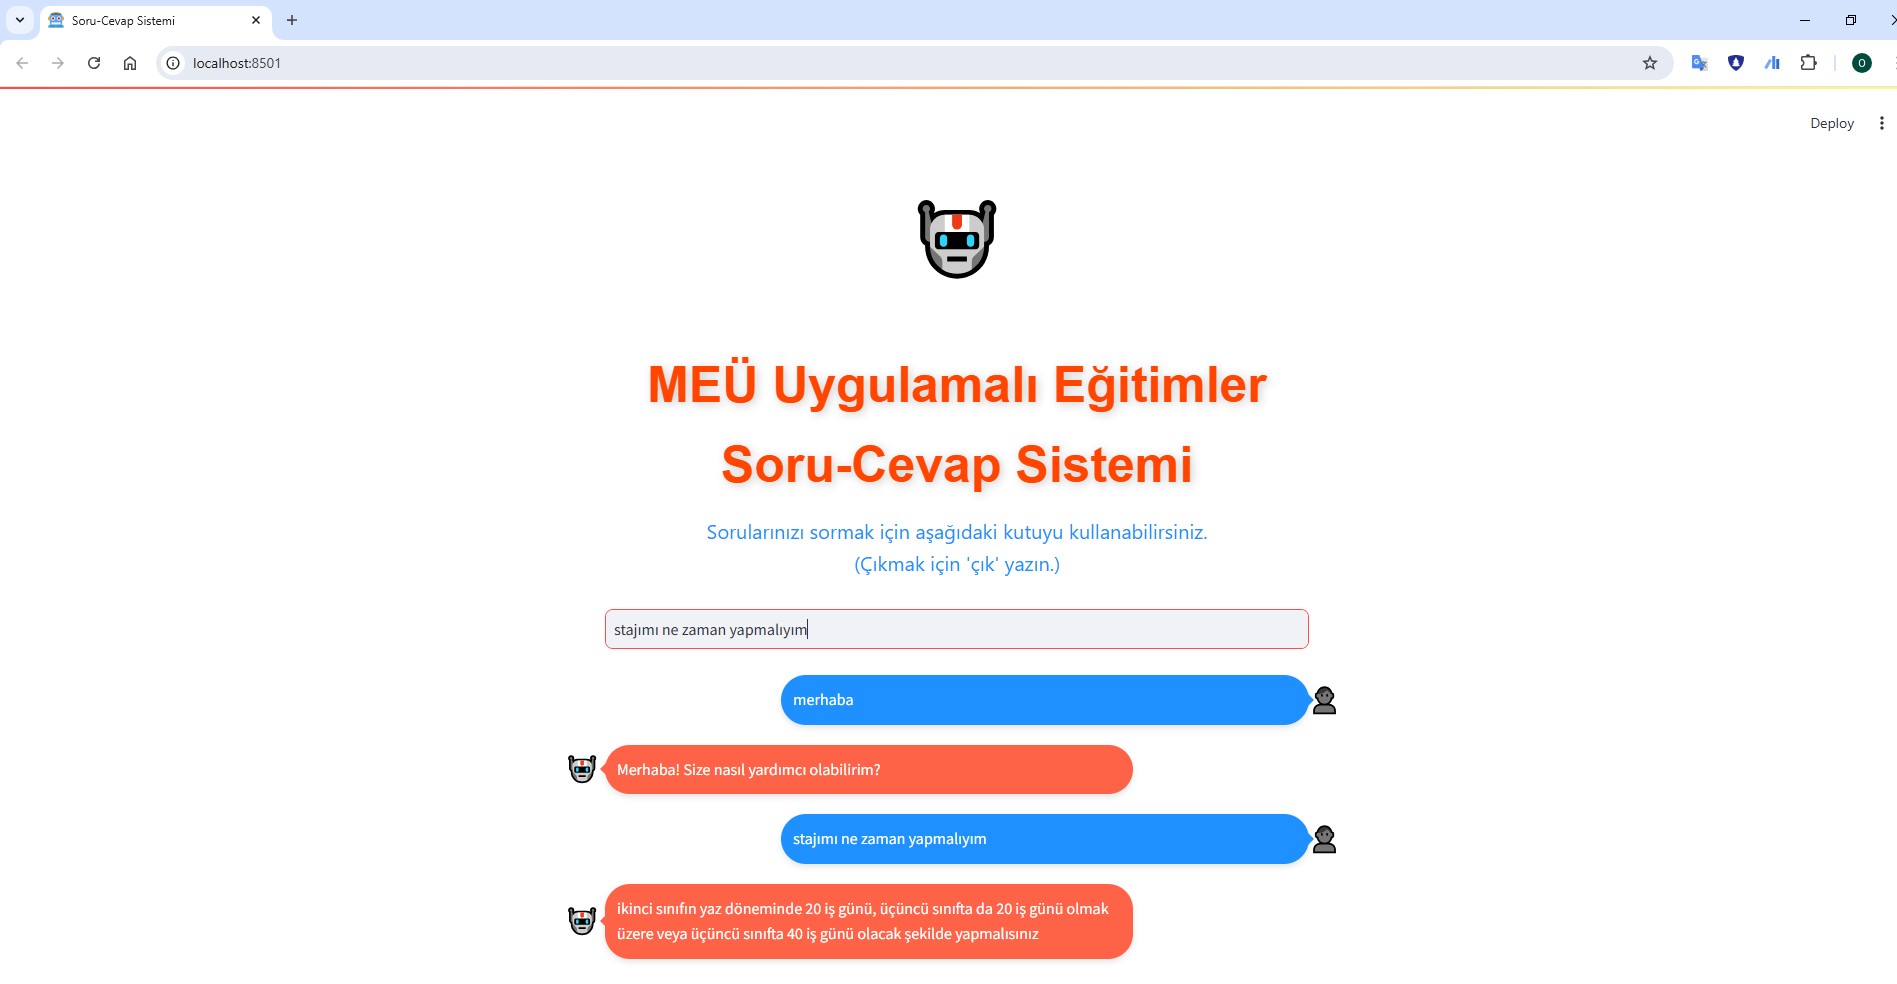 Soru-Cevap Sistemi
localhost:8501
O
Deploy
MEÜ Uygulamalı Eğitimler
Soru-Cevap Sistemi
Sorularınızı sormak için aşağıdaki kutuyu kullanabilirsiniz.
(Çıkmak için 'çık' yazın.)
stajımı ne zaman yapmalıyım
merhaba
Merhaba! Size nasıl yardımcı olabilirim?
stajımı ne zaman yapmalıyım
ikinci sınıfın yaz döneminde 20 iş günü, üçüncü sınıfta da 20 iş günü olmak
üzere veya üçüncü sınıfta 40 iş günü olacak şekilde yapmalısınız